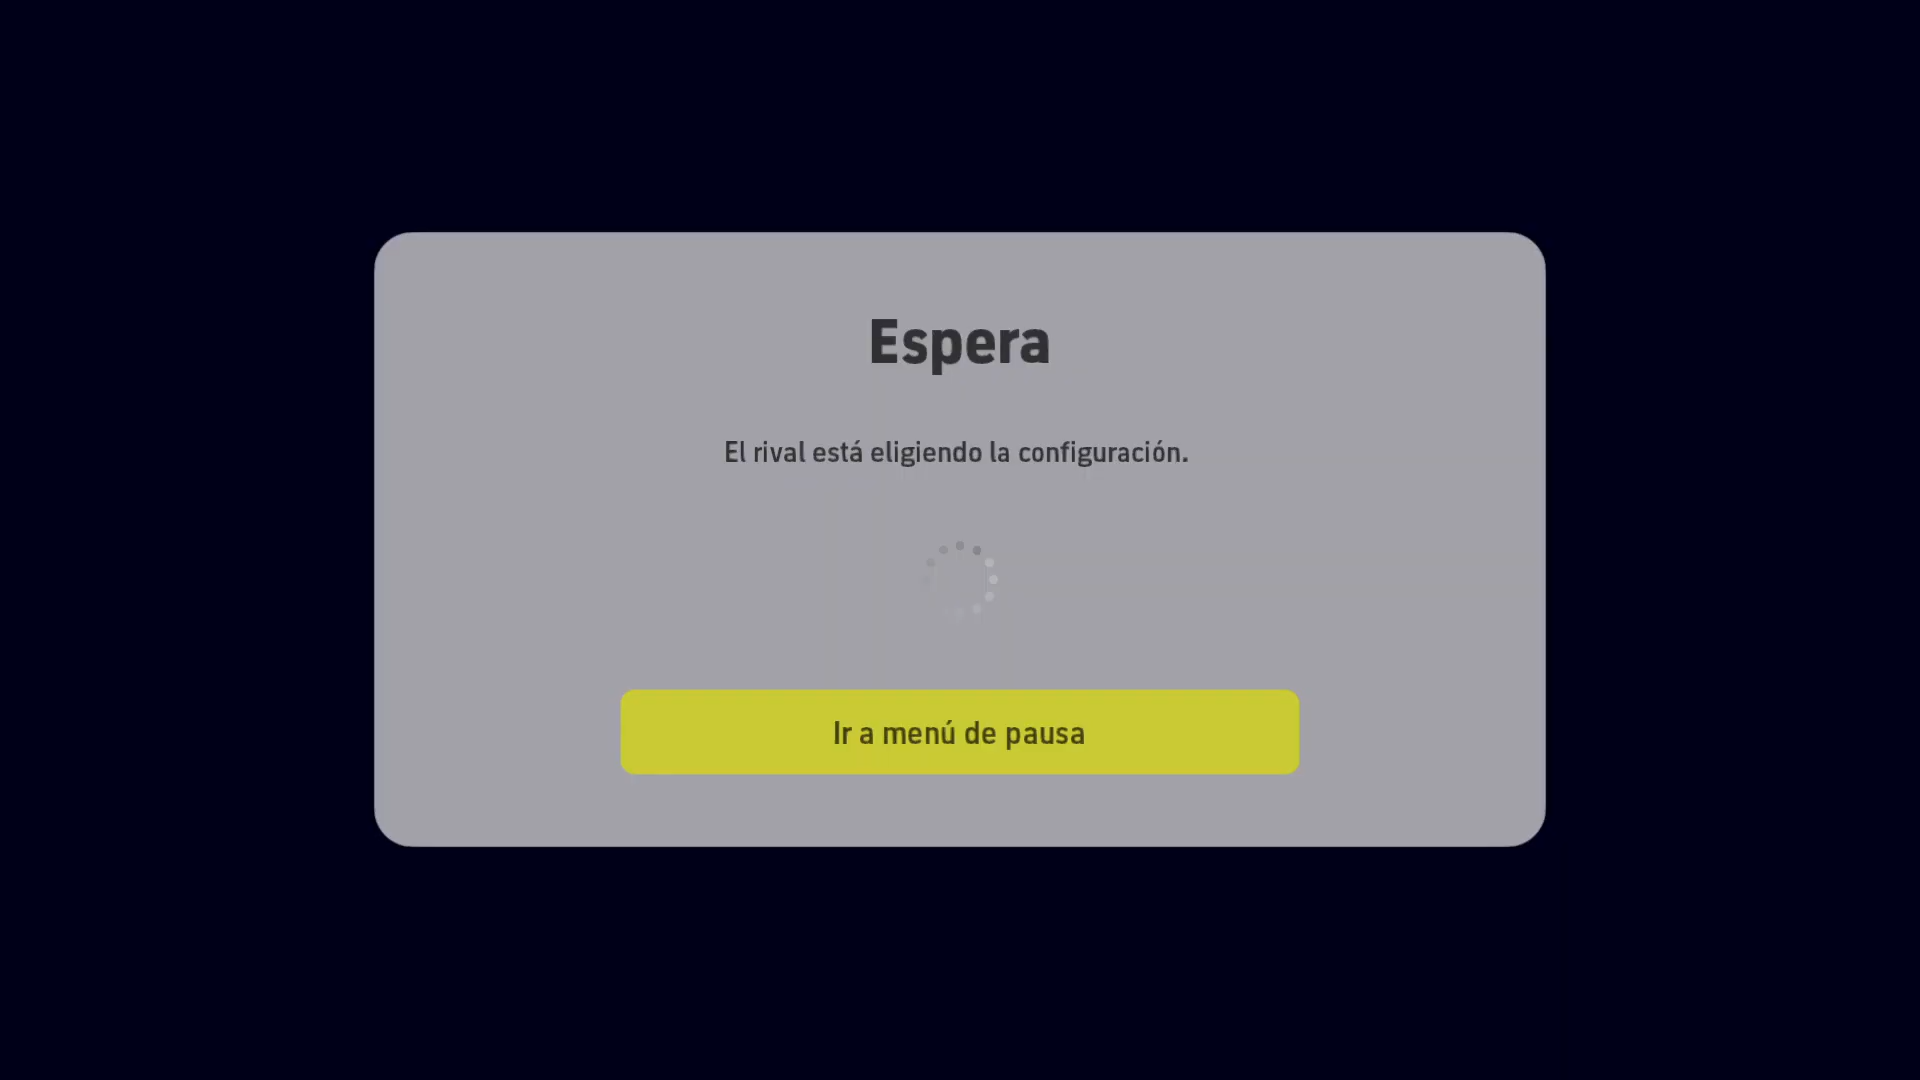 Espera
El rival está eligiendo la configuración.
Ir a menú de pausa